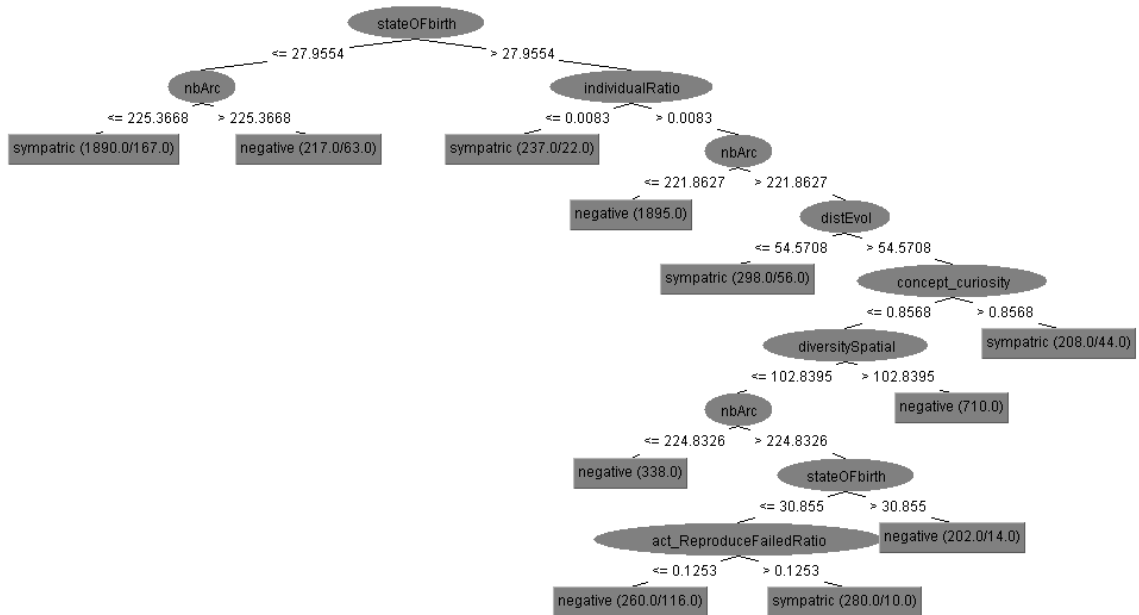 stateOFbirth
<= 27.9554 > 27.9554
nbArc individualRatio
<= 225.3668 > 225.3668 <= 0.0083 > 0.0083
sympatric (1890.0/167.0) negative (217.0/63.0) sympatric (237.0/22.0) nbArc
<= 221.8627 > 221.8627
negative (1895.0) distEvol
<= 54.5708 > 54.5708
sympatric (298.0/56.0) concept_curiosity
<= 0.8568 > 0.8568
diversitySpatial sympatric (208.0/44.0)
<= 102.8395 > 102.8395
nbArc negative (710.0)
<= 224.8326 > 224.8326
negative (338.0) stateOFbirth
<= 30.855 > 30.855
act_ReproduceFailedRatio negative (202.0/14.0)
<= 0.1253 > 0.1253
negative (260.0/116.0) sympatric (280.0/10.0)